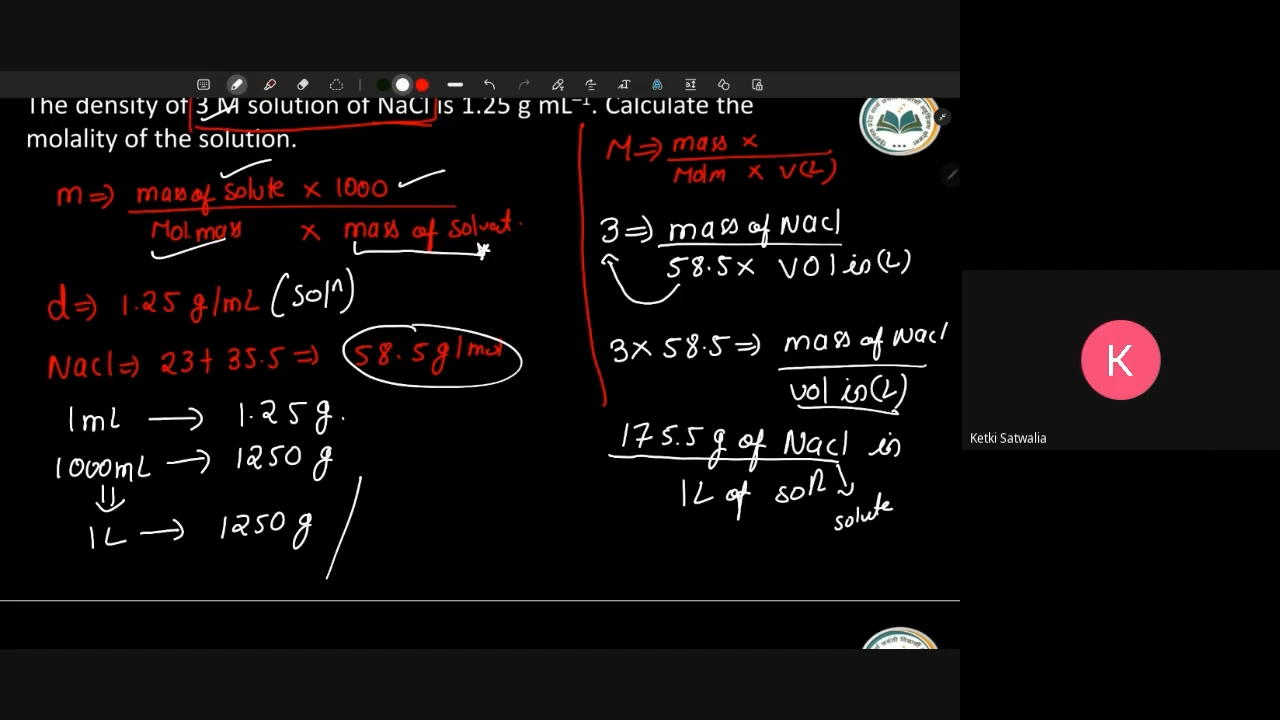 The density of 3 M solution of NaCl is 1.25 g mL⁻¹. Calculate the
molality of the solution.
m => mass of solute × 1000
Mol.mass × mass of solvat.
d => 1.25 g/mL (solⁿ)
Nacl => 23 + 35.5 => 58.5 g/mol
1mL → 1.25 g.
1000mL → 1250 g
1L → 1250 g
M => mass ×
Molm × V(L)
3 => mass of Nacl
58.5 × vol in (L)
3 × 58.5 => mass of Nacl
vol in (L)
175.5 g of Nacl in
1L of solⁿ
solute
K
Ketki Satwalia